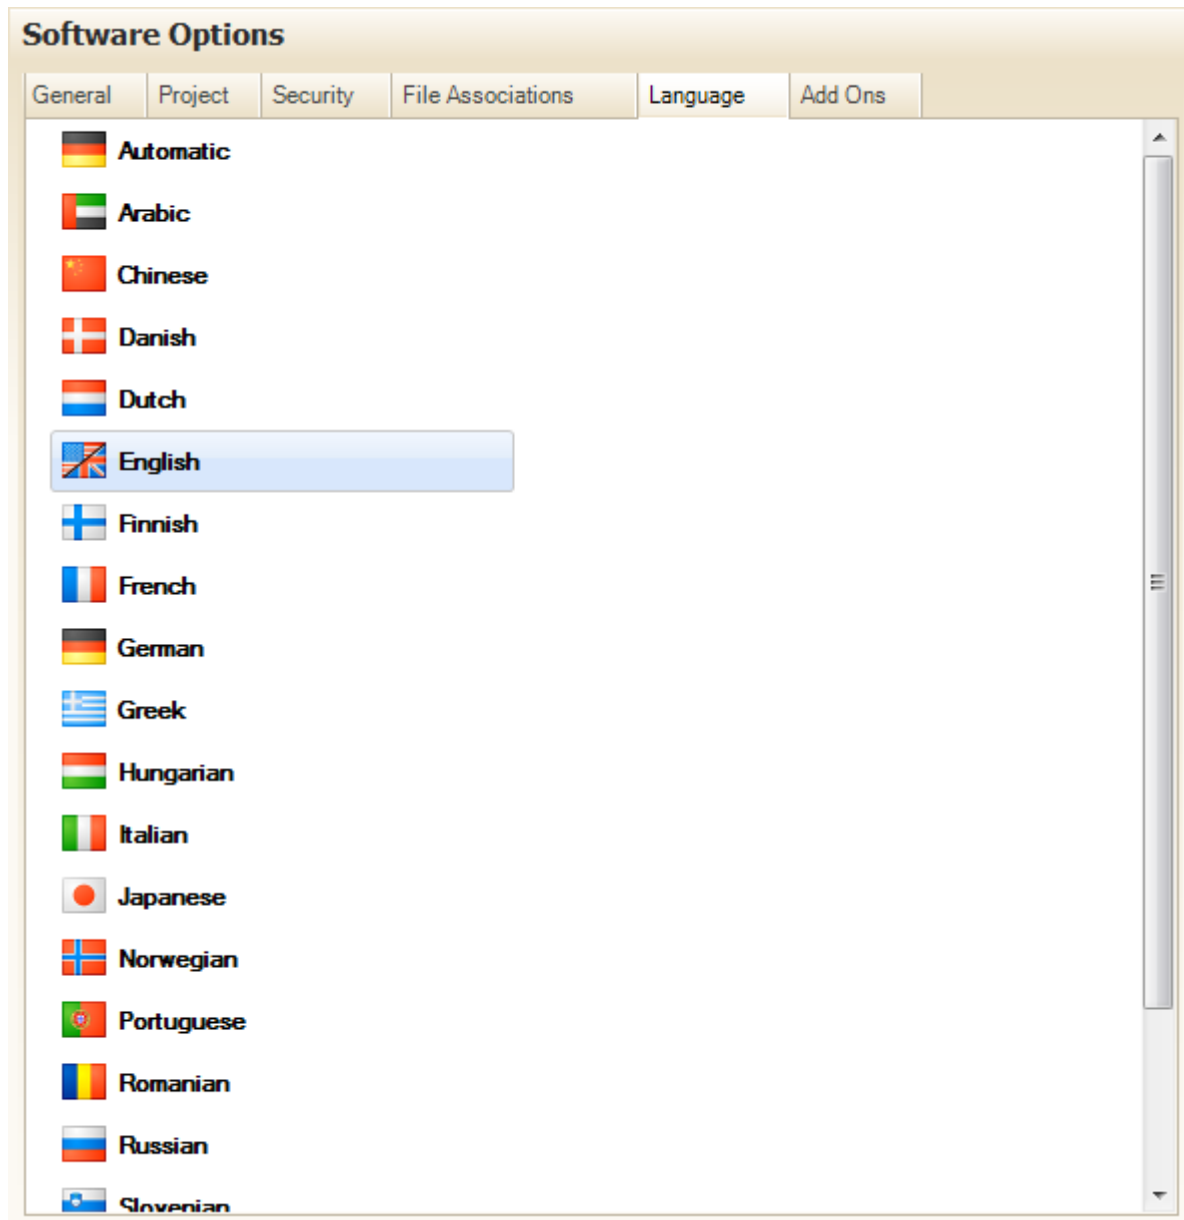 Software Options
General Project Security File Associations Language Add Ons
Automatic
Arabic
Chinese
Danish
Dutch
English
Finnish
French
German
Greek
Hungarian
Italian
Japanese
Norwegian
Portuguese
Romanian
Russian
Slovenian